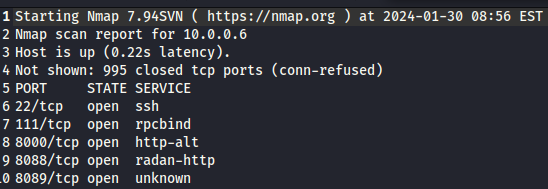 1 Starting Nmap 7.94SVN ( https://nmap.org ) at 2024-01-30 08:56 EST
2 Nmap scan report for 10.0.0.6
3 Host is up (0.22s latency).
4 Not shown: 995 closed tcp ports (conn-refused)
5 PORT     STATE SERVICE
6 22/tcp   open  ssh
7 111/tcp  open  rpcbind
8 8000/tcp open  http-alt
9 8088/tcp open  radan-http
10 8089/tcp open  unknown